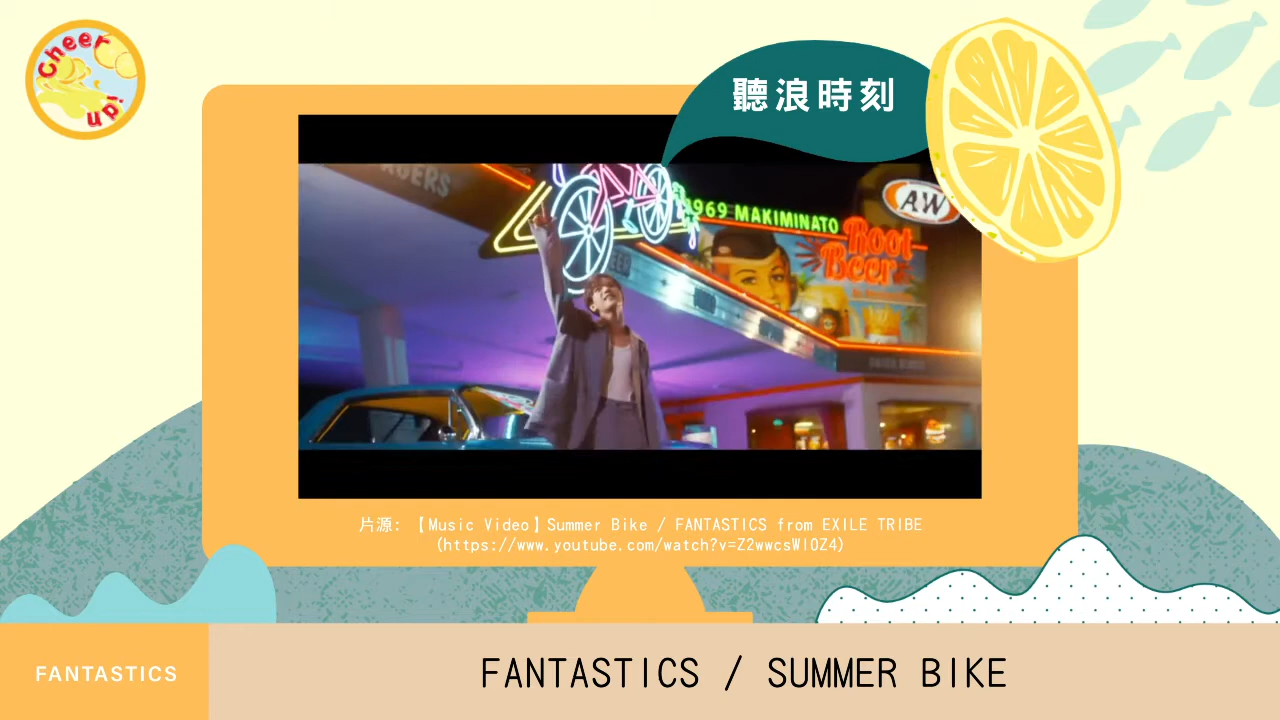 Cheer
up!
聽浪時刻
1969 MAKIMINATO
A&W
Root
Beer
片源: 【Music Video】Summer Bike / FANTASTICS from EXILE TRIBE
(https://www.youtube.com/watch?v=Z2wwcsWI0Z4)
FANTASTICS
FANTASTICS / SUMMER BIKE